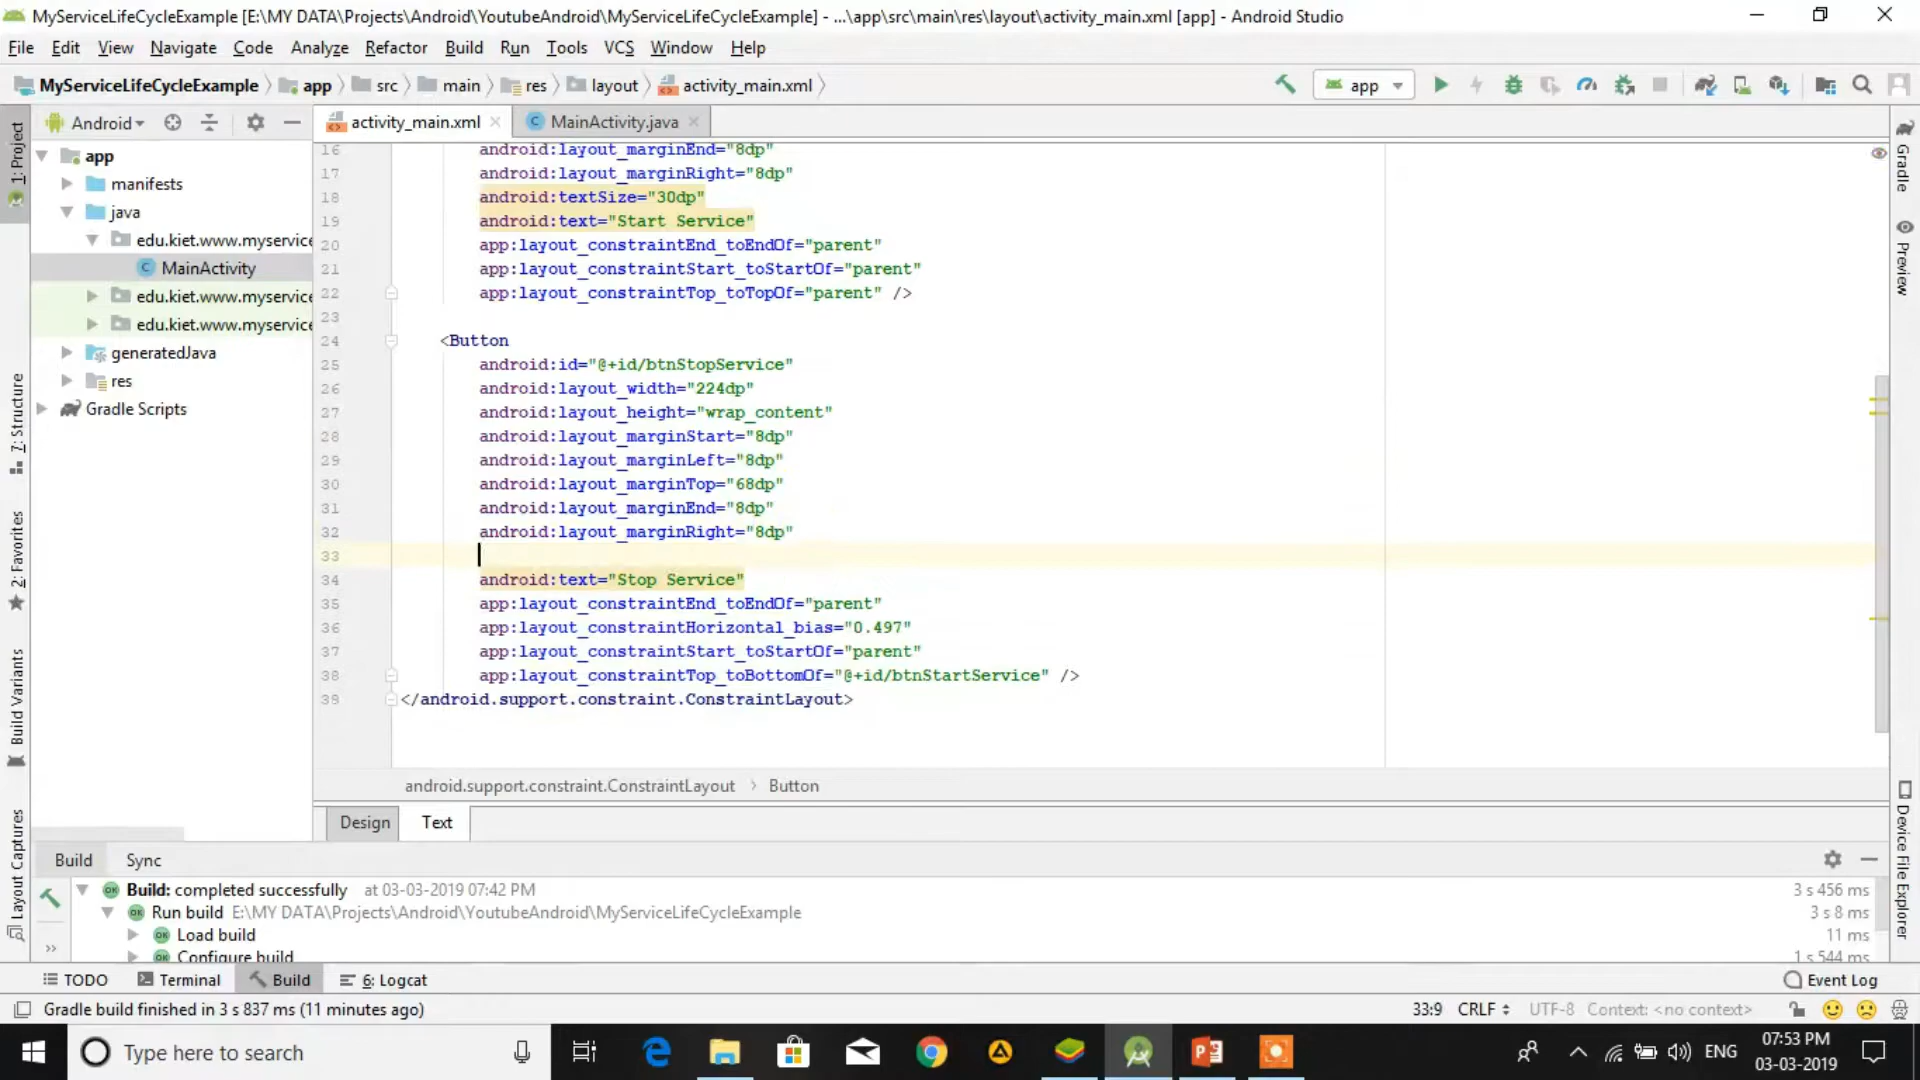 MyServiceLifeCycleExample [E:\MY DATA\Projects\Android\YoutubeAndroid\MyServiceLifeCycleExample] - ...\app\src\main\res\layout\activity_main.xml [app] - Android Studio
File Edit View Navigate Code Analyze Refactor Build Run Tools VCS Window Help
MyServiceLifeCycleExample app src main res layout activity_main.xml app
Android activity_main.xml MainActivity.java
1: Project
7: Structure
2: Favorites
Build Variants
Layout Captures
app
manifests
java
edu.kiet.www.myservice
MainActivity
edu.kiet.www.myservice
edu.kiet.www.myservice
generatedJava
res
Gradle Scripts
16 android:layout_marginEnd="8dp"
17 android:layout_marginRight="8dp"
18 android:textSize="30dp"
19 android:text="Start Service"
20 app:layout_constraintEnd_toEndOf="parent"
21 app:layout_constraintStart_toStartOf="parent"
22 app:layout_constraintTop_toTopOf="parent" />
23
24 <Button
25 android:id="@+id/btnStopService"
26 android:layout_width="224dp"
27 android:layout_height="wrap_content"
28 android:layout_marginStart="8dp"
29 android:layout_marginLeft="8dp"
30 android:layout_marginTop="68dp"
31 android:layout_marginEnd="8dp"
32 android:layout_marginRight="8dp"
33
34 android:text="Stop Service"
35 app:layout_constraintEnd_toEndOf="parent"
36 app:layout_constraintHorizontal_bias="0.497"
37 app:layout_constraintStart_toStartOf="parent"
38 app:layout_constraintTop_toBottomOf="@+id/btnStartService" />
39 </android.support.constraint.ConstraintLayout>
android.support.constraint.ConstraintLayout › Button
Design Text
Gradle
Preview
Device File Explorer
Build Sync
Build: completed successfully at 03-03-2019 07:42 PM 3 s 456 ms
Run build E:\MY DATA\Projects\Android\YoutubeAndroid\MyServiceLifeCycleExample 3 s 8 ms
Load build 11 ms
Configure build 1 s 544 ms
TODO Terminal Build 6: Logcat Event Log
Gradle build finished in 3 s 837 ms (11 minutes ago) 33:9 CRLF UTF-8 Context: <no context>
Type here to search ENG 07:53 PM
03-03-2019